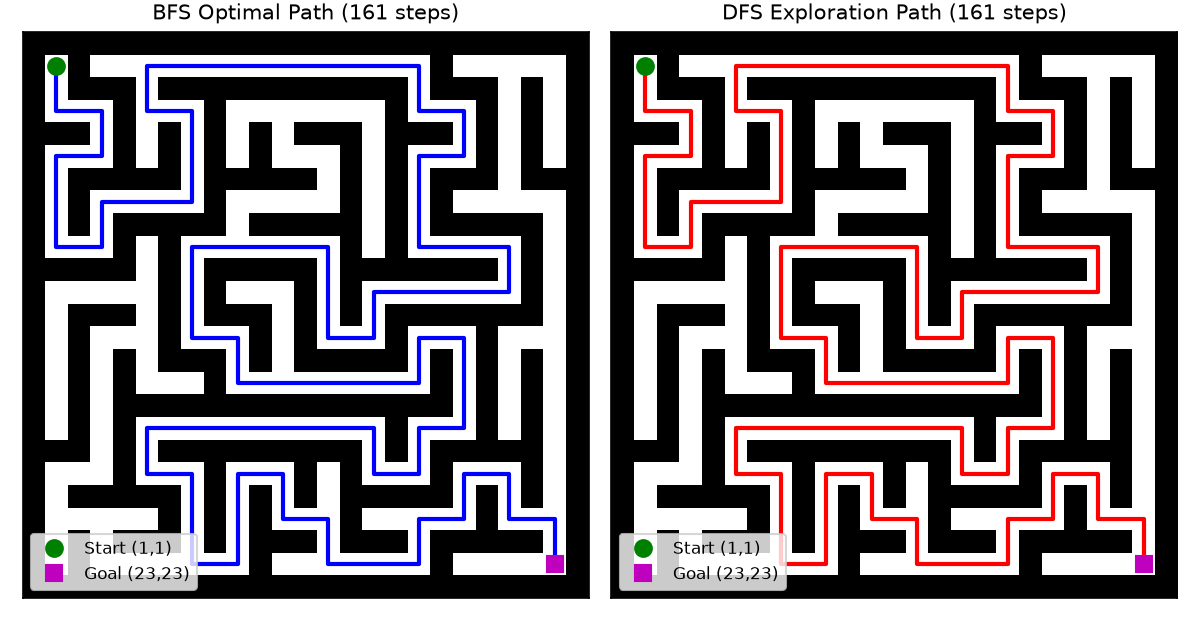 BFS Optimal Path (161 steps)
Start (1,1)
Goal (23,23)
DFS Exploration Path (161 steps)
Start (1,1)
Goal (23,23)